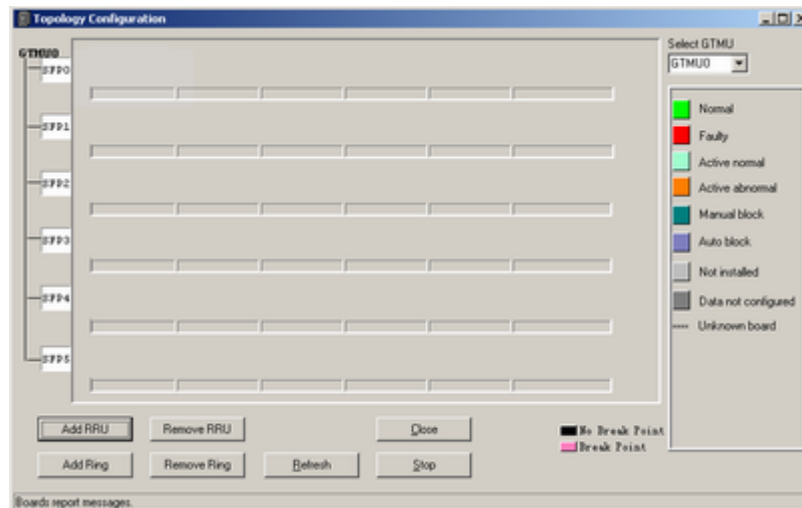 Topology Configuration
GTMU0
SFP0
SFP1
SFP2
SFP3
SFP4
SFP5
Select GTMU
GTMU0
Normal
Faulty
Active normal
Active abnormal
Manual block
Auto block
Not installed
Data not configured
Unknown board
Add RRU
Remove RRU
Close
No Break Point
Break Point
Add Ring
Remove Ring
Refresh
Stop
Boards report messages.